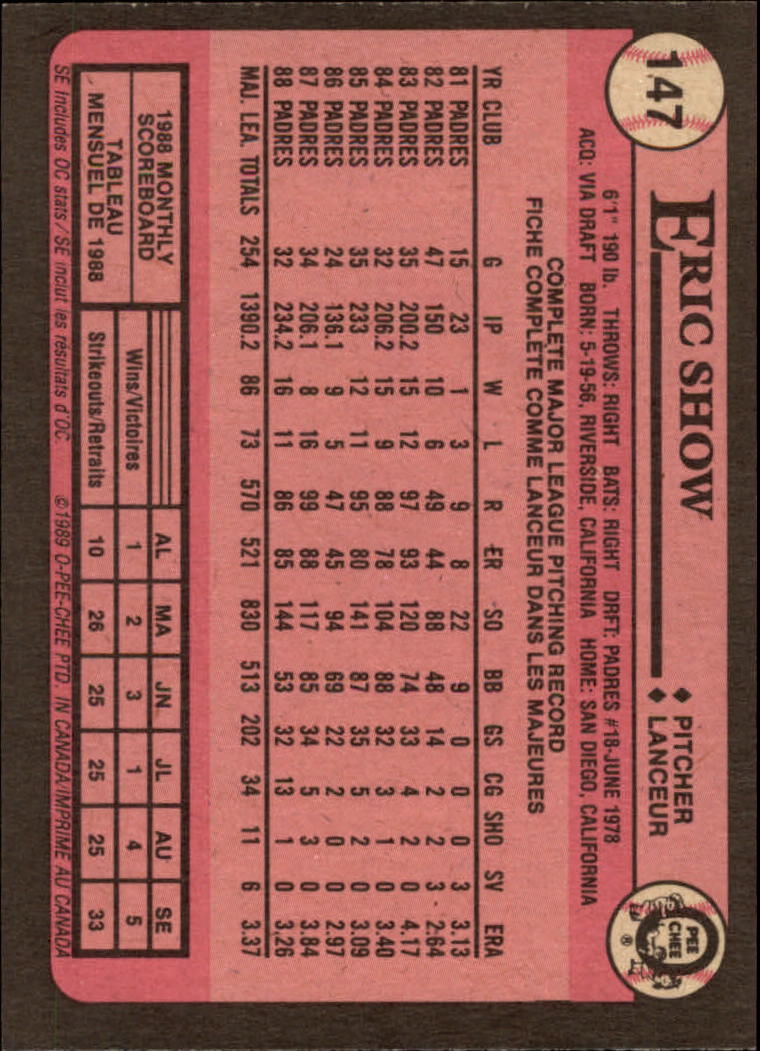 147
ERIC SHOW
♦ PITCHER
♦ LANCEUR
O PEE CHEE ®
6'1" 190 lb. THROWS: RIGHT BATS: RIGHT DRFT: PADRES #18-JUNE 1978
ACQ: VIA DRAFT BORN: 5-19-56, RIVERSIDE, CALIFORNIA HOME: SAN DIEGO, CALIFORNIA
COMPLETE MAJOR LEAGUE PITCHING RECORD
FICHE COMPLÈTE COMME LANCEUR DANS LES MAJEURES
YR CLUB G IP W L R ER SO BB GS CG SHO SV ERA
81 PADRES 15 23 1 3 9 8 22 9 0 0 0 3 3.13
82 PADRES 47 150 10 6 49 44 88 48 14 2 2 3 2.64
83 PADRES 35 200.2 15 12 97 93 120 74 33 4 2 0 4.17
84 PADRES 32 206.2 15 9 88 78 104 88 32 3 1 0 3.40
85 PADRES 35 233 12 11 95 80 141 87 35 5 2 0 3.09
86 PADRES 24 136.1 9 5 47 45 94 69 22 2 0 0 2.97
87 PADRES 34 206.1 8 16 99 88 117 85 34 5 3 0 3.84
88 PADRES 32 234.2 16 11 86 85 144 53 32 13 1 0 3.26
MAJ. LEA. TOTALS 254 1390.2 86 73 570 521 830 513 202 34 11 6 3.37
1988 MONTHLY
SCOREBOARD
TABLEAU
MENSUEL DE 1988
AL MA JN JL AU SE
Wins/Victoires 1 2 3 1 4 5
Strikeouts/Retraits 10 26 25 25 25 33
SE Includes OC stats/SE inclut les résultats d'OC. ©1989 O-PEE-CHEE PTD. IN CANADA/IMPRIMÉ AU CANADA